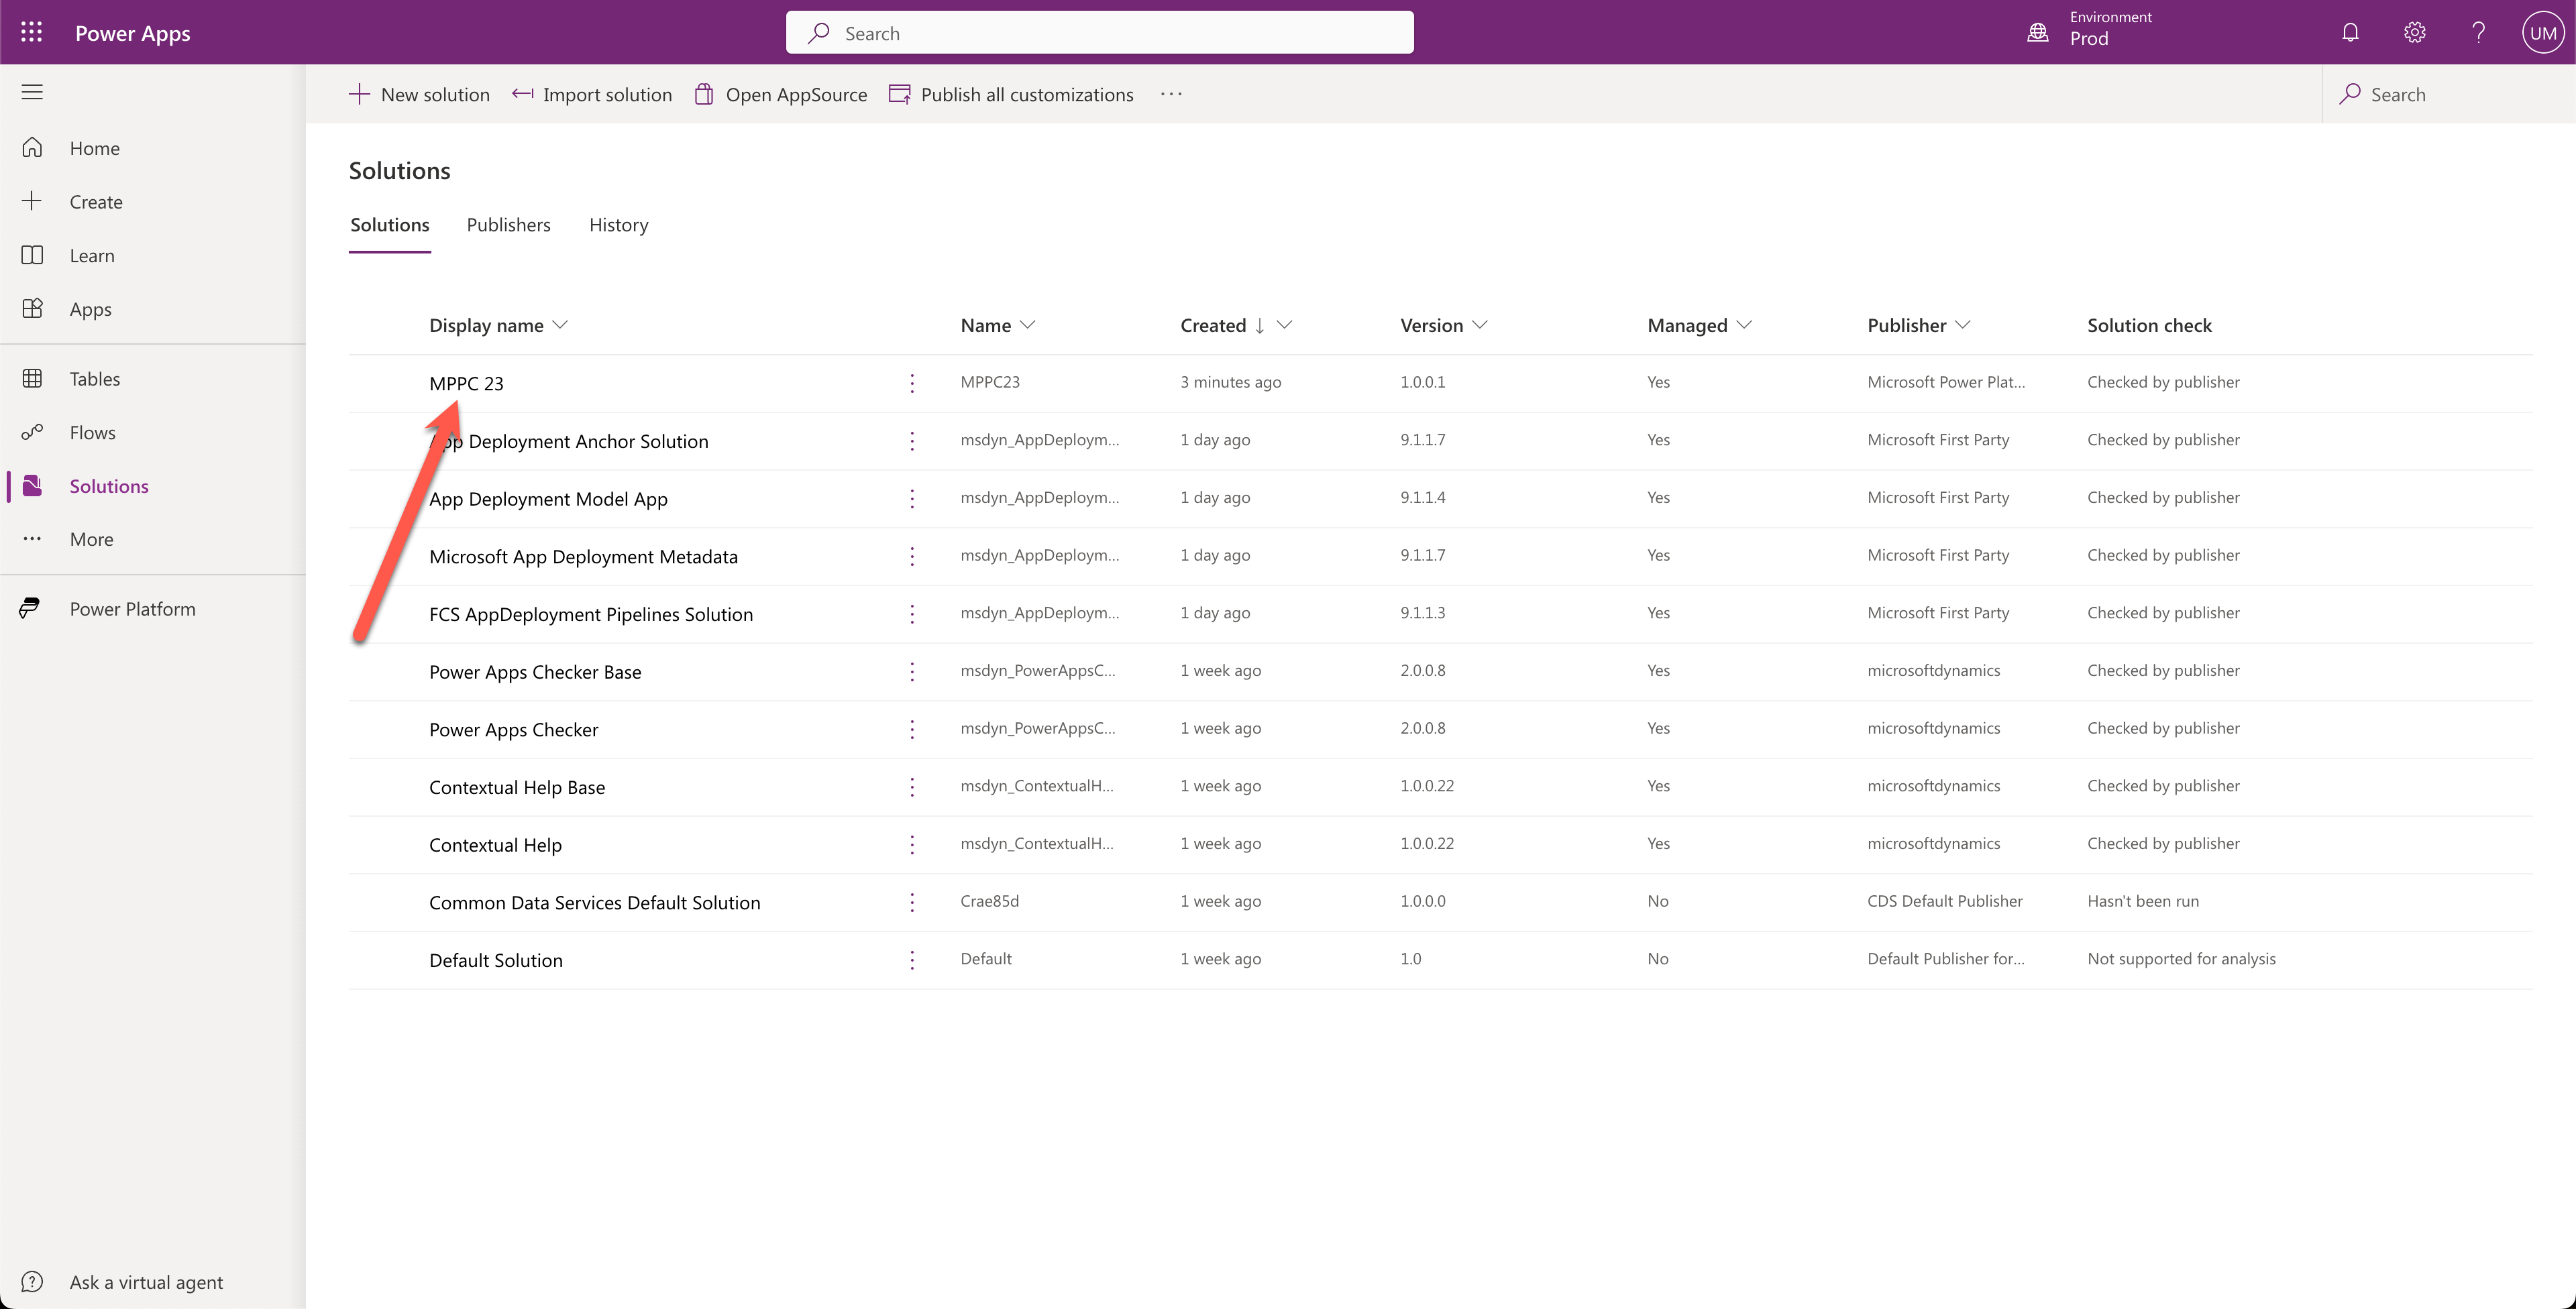 Power Apps
Search
Environment
Prod
?
UM
New solution
Import solution
Open AppSource
Publish all customizations
...
Search
Home
Create
Learn
Apps
Tables
Flows
Solutions
... More
Power Platform
Ask a virtual agent
Solutions
Solutions Publishers History
Display name Name Created ↓ Version Managed Publisher Solution check
MPPC 23 MPPC23 3 minutes ago 1.0.0.1 Yes Microsoft Power Plat... Checked by publisher
App Deployment Anchor Solution msdyn_AppDeploym... 1 day ago 9.1.1.7 Yes Microsoft First Party Checked by publisher
App Deployment Model App msdyn_AppDeploym... 1 day ago 9.1.1.4 Yes Microsoft First Party Checked by publisher
Microsoft App Deployment Metadata msdyn_AppDeploym... 1 day ago 9.1.1.7 Yes Microsoft First Party Checked by publisher
FCS AppDeployment Pipelines Solution msdyn_AppDeploym... 1 day ago 9.1.1.3 Yes Microsoft First Party Checked by publisher
Power Apps Checker Base msdyn_PowerAppsC... 1 week ago 2.0.0.8 Yes microsoftdynamics Checked by publisher
Power Apps Checker msdyn_PowerAppsC... 1 week ago 2.0.0.8 Yes microsoftdynamics Checked by publisher
Contextual Help Base msdyn_ContextualH... 1 week ago 1.0.0.22 Yes microsoftdynamics Checked by publisher
Contextual Help msdyn_ContextualH... 1 week ago 1.0.0.22 Yes microsoftdynamics Checked by publisher
Common Data Services Default Solution Crae85d 1 week ago 1.0.0.0 No CDS Default Publisher Hasn't been run
Default Solution Default 1 week ago 1.0 No Default Publisher for... Not supported for analysis